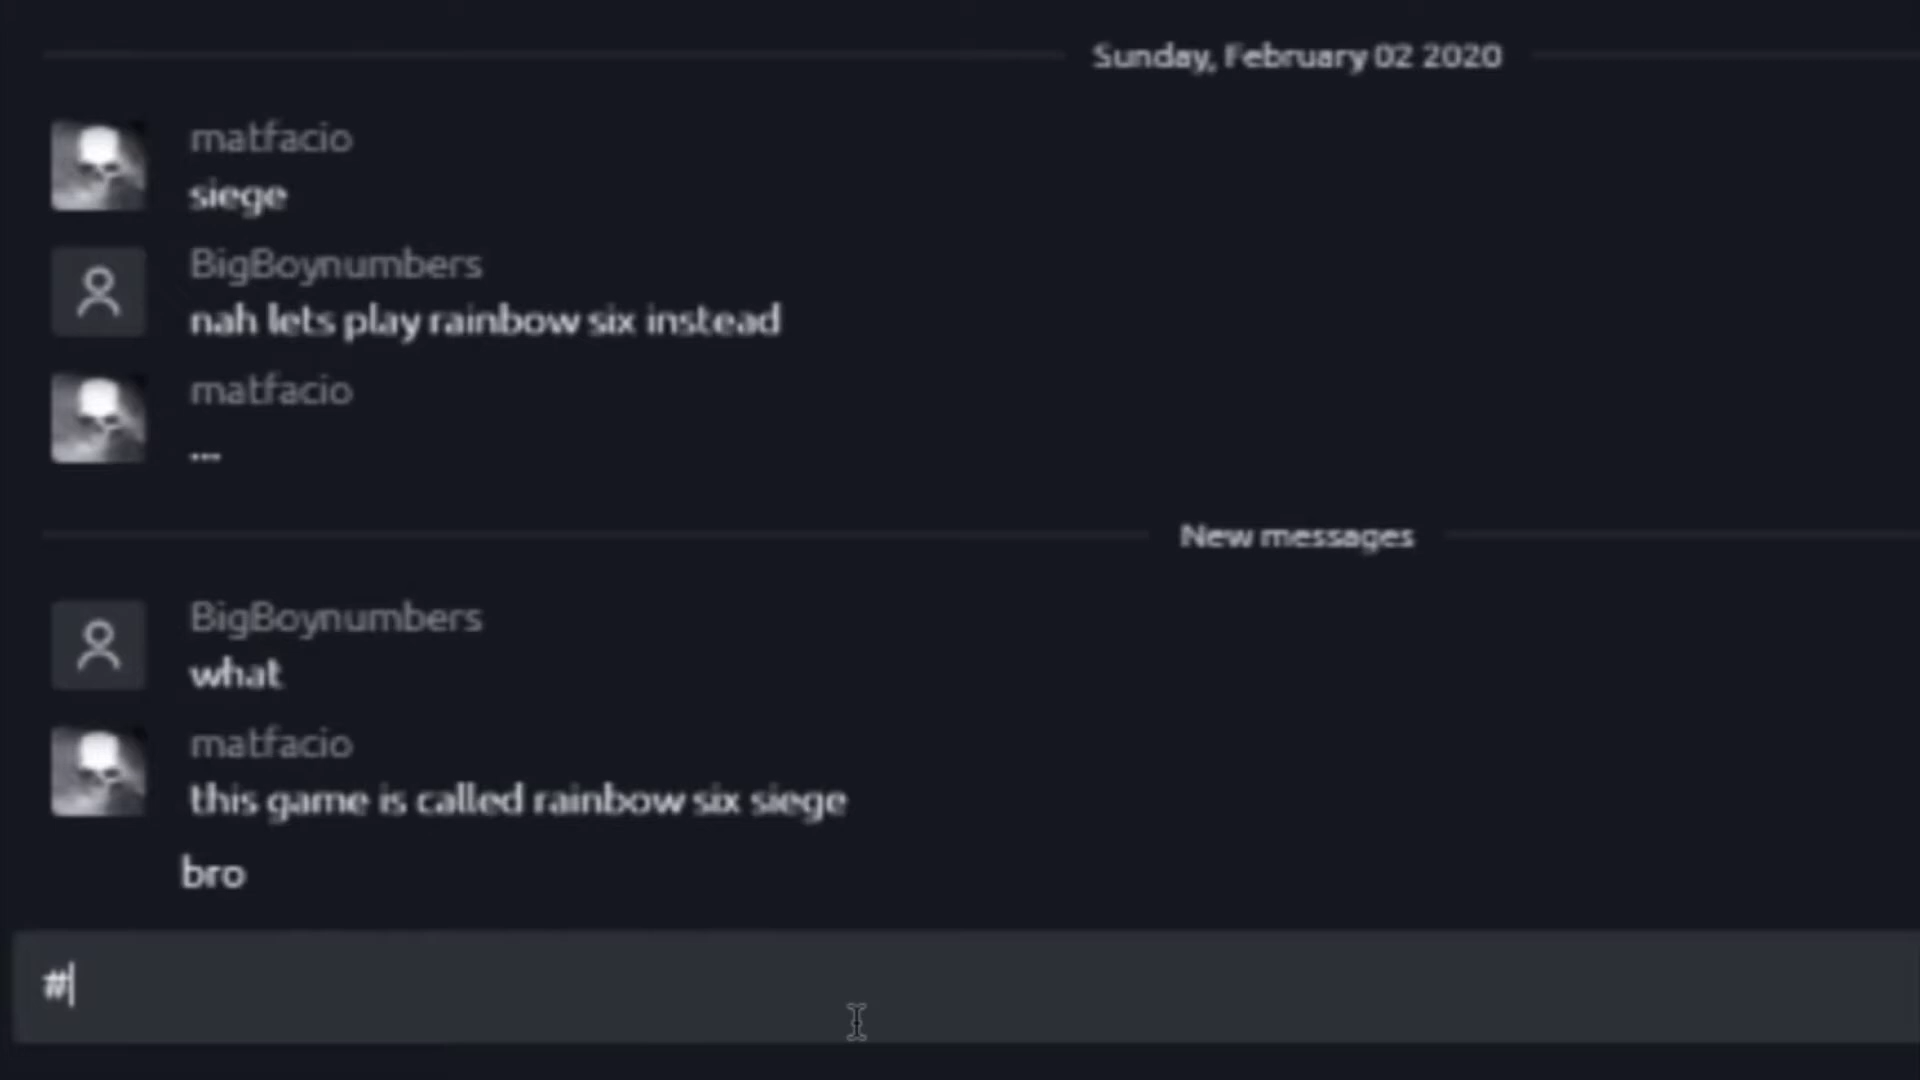 Sunday, February 02 2020
matfacio
siege
BigBoynumbers
nah lets play rainbow six instead
matfacio
...
New messages
BigBoynumbers
what
matfacio
this game is called rainbow six siege
bro
#